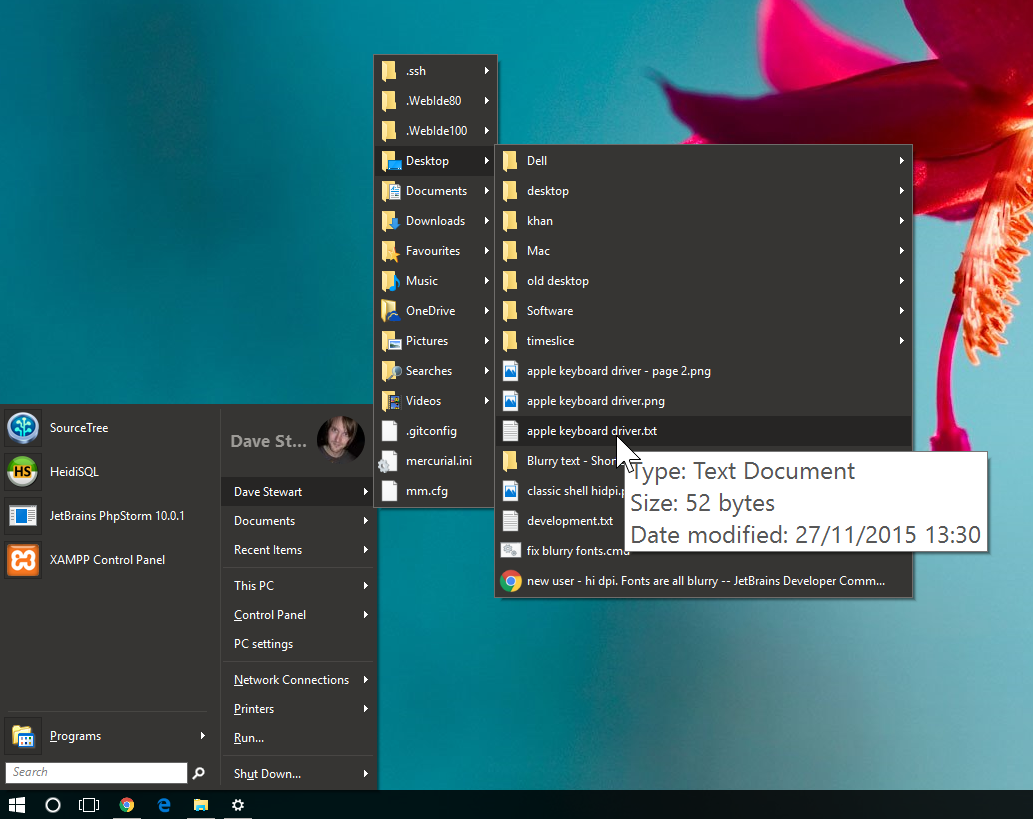 .ssh
.WebIde80
.WebIde100
Desktop
Documents
Downloads
Favourites
Music
OneDrive
Pictures
Searches
Videos
.gitconfig
mercurial.ini
mm.cfg
Dell
desktop
khan
Mac
old desktop
Software
timeslice
apple keyboard driver - page 2.png
apple keyboard driver.png
apple keyboard driver.txt
Blurry text - Shor
classic shell hidpi.p
development.txt
fix blurry fonts.cmd
new user - hi dpi. Fonts are all blurry -- JetBrains Developer Comm...
Type: Text Document
Size: 52 bytes
Date modified: 27/11/2015 13:30
SourceTree
HS
HeidiSQL
JetBrains PhpStorm 10.0.1
XAMPP Control Panel
Programs
Search
Dave St...
Dave Stewart
Documents
Recent Items
This PC
Control Panel
PC settings
Network Connections
Printers
Run...
Shut Down...